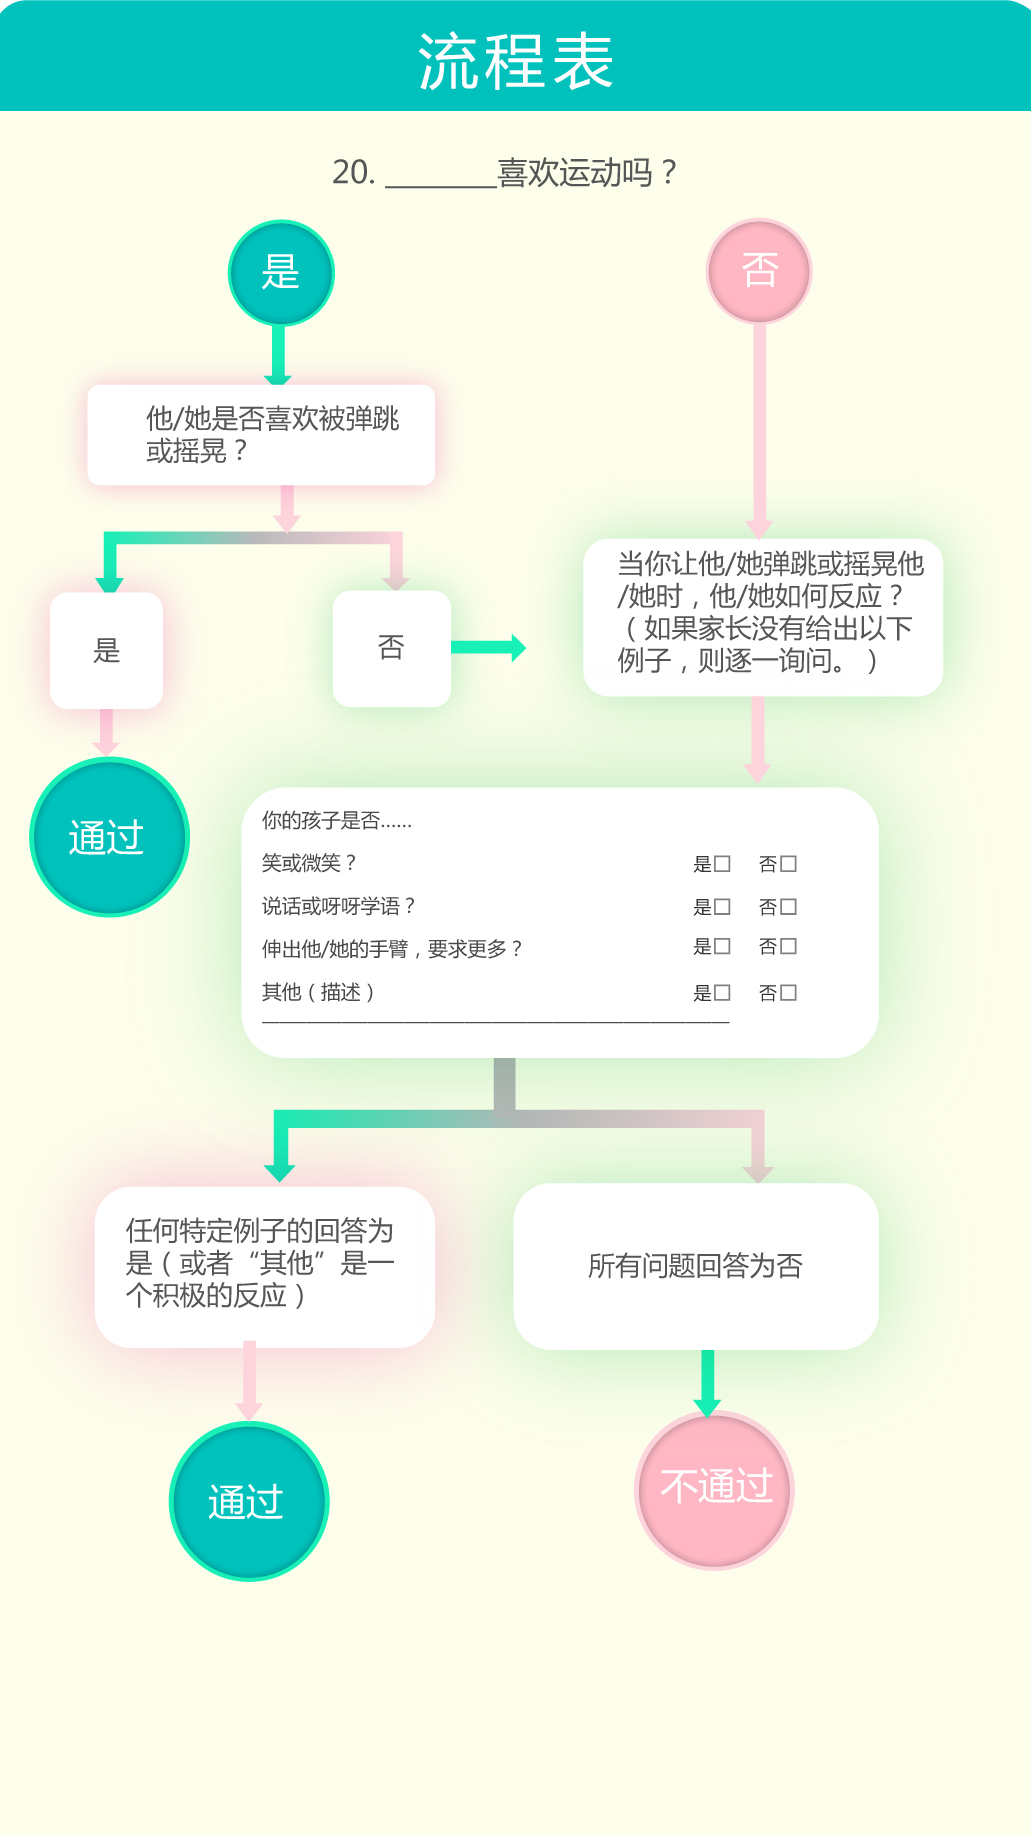 流程表
20. _______喜欢运动吗？
是
否
他/她是否喜欢被弹跳
或摇晃？
当你让他/她弹跳或摇晃他
/她时，他/她如何反应？
（如果家长没有给出以下
例子，则逐一询问。）
是
否
通过
你的孩子是否……
笑或微笑？ 是□ 否□
说话或呀呀学语？ 是□ 否□
伸出他/她的手臂，要求更多？ 是□ 否□
其他（描述） 是□ 否□
任何特定例子的回答为
是（或者“其他”是一
个积极的反应）
所有问题回答为否
通过
不通过